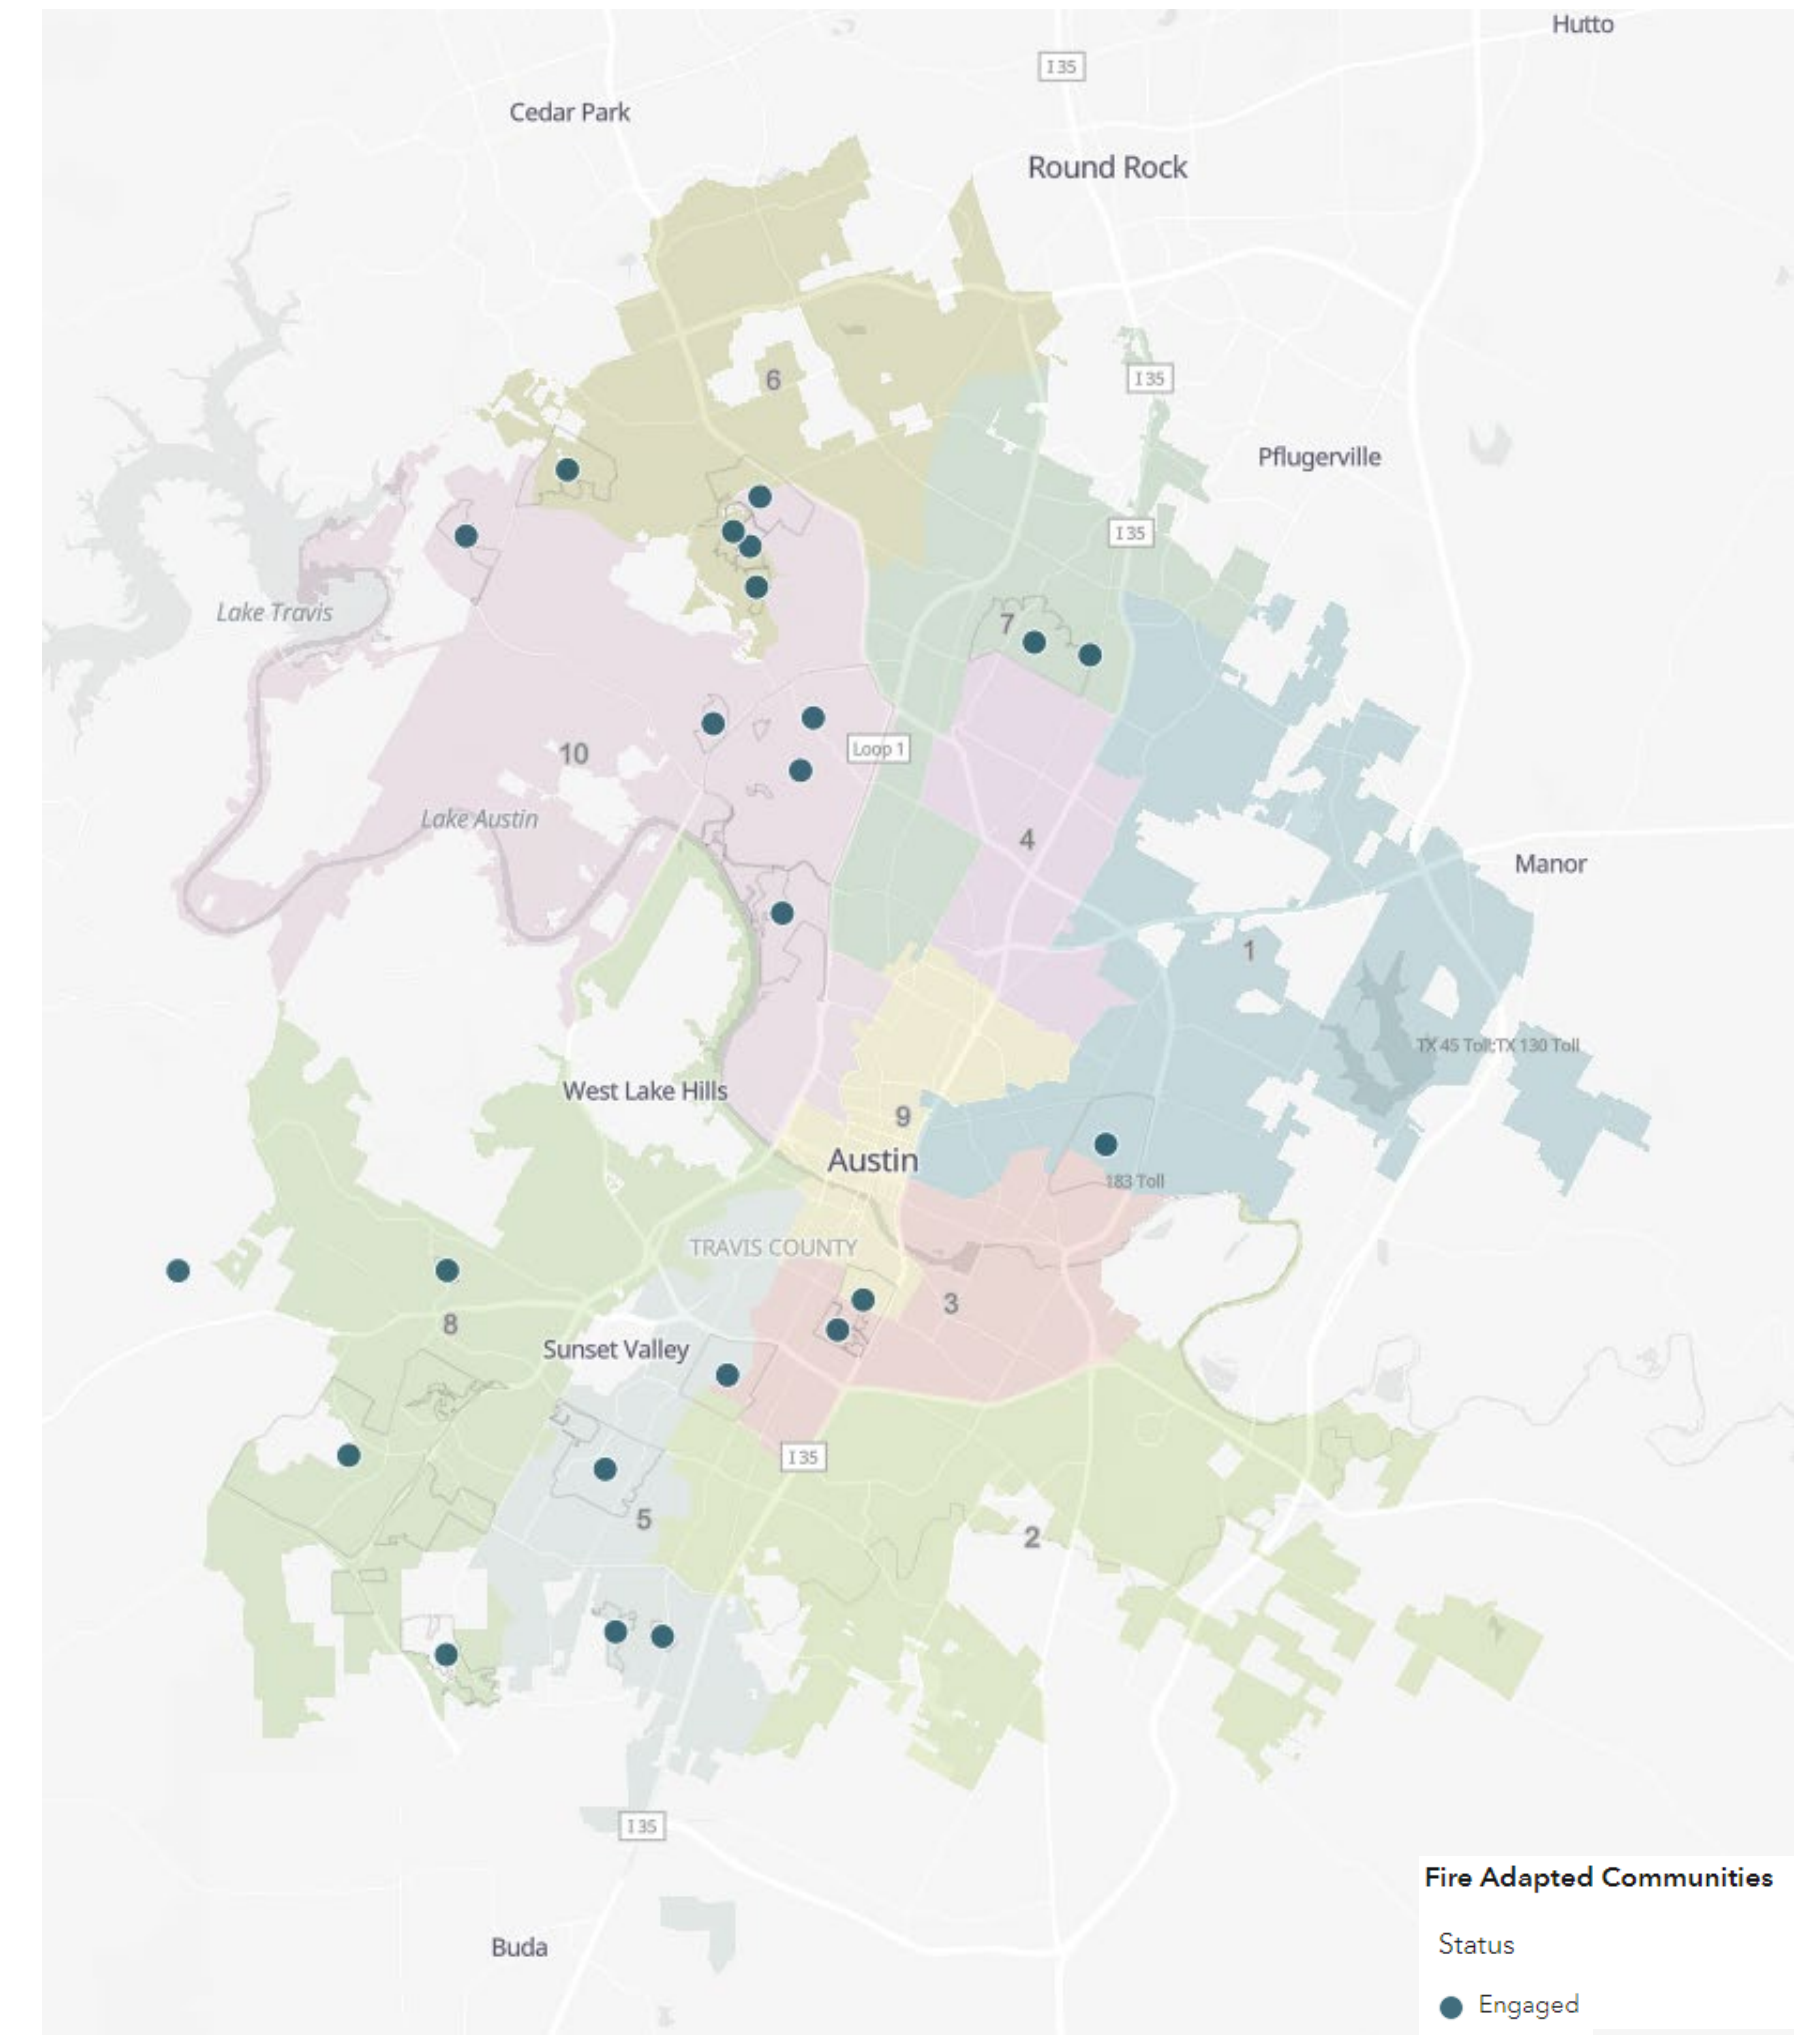 Hutto
I 35
Cedar Park
Round Rock
6
I 35
Pflugerville
I 35
Lake Travis
7
10
Loop 1
Lake Austin
4
Manor
1
TX 45 Toll;TX 130 Toll
West Lake Hills
9
Austin
183 Toll
TRAVIS COUNTY
3
8
Sunset Valley
I 35
5
2
I 35
Buda
Fire Adapted Communities
Status
Engaged